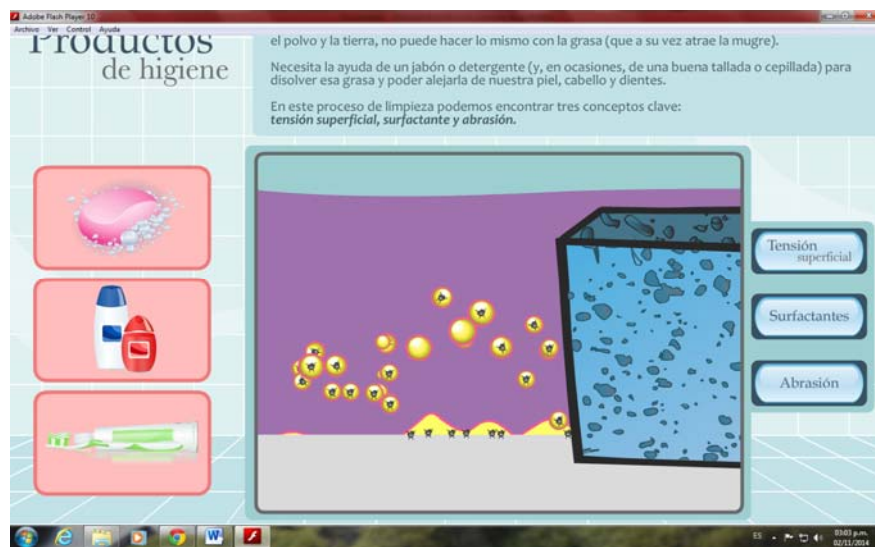 Adobe Flash Player 10
Archivo Ver Control Ayuda
Productos
de higiene
el polvo y la tierra, no puede hacer lo mismo con la grasa (que a su vez atrae la mugre).
Necesita la ayuda de un jabón o detergente (y, en ocasiones, de una buena tallada o cepillada) para
disolver esa grasa y poder alejarla de nuestra piel, cabello y dientes.
En este proceso de limpieza podemos encontrar tres conceptos clave:
tensión superficial, surfactante y abrasión.
Tensión
superficial
Surfactantes
Abrasión
ES
03:03 p.m.
02/11/2014